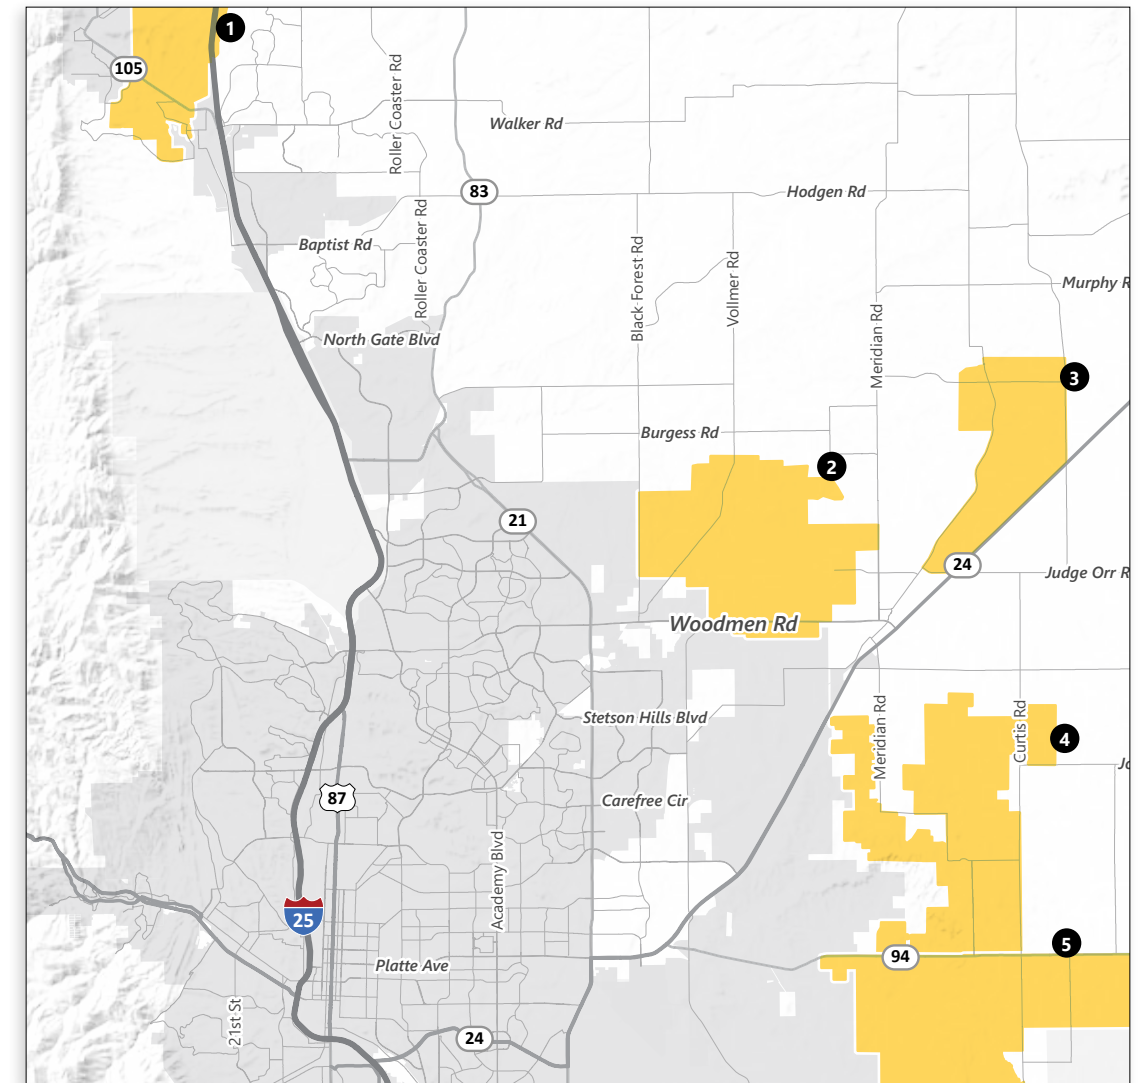 1
105
Roller Coaster Rd
Walker Rd
83
Hodgen Rd
Roller Coaster Rd
Baptist Rd
Black Forest Rd
Vollmer Rd
Murphy R
Meridian Rd
North Gate Blvd
3
Burgess Rd
2
21
24
Judge Orr R
Woodmen Rd
Stetson Hills Blvd
Meridian Rd
Curtis Rd
4
Jo
87
Carefree Cir
Academy Blvd
25
5
94
Platte Ave
21st St
24